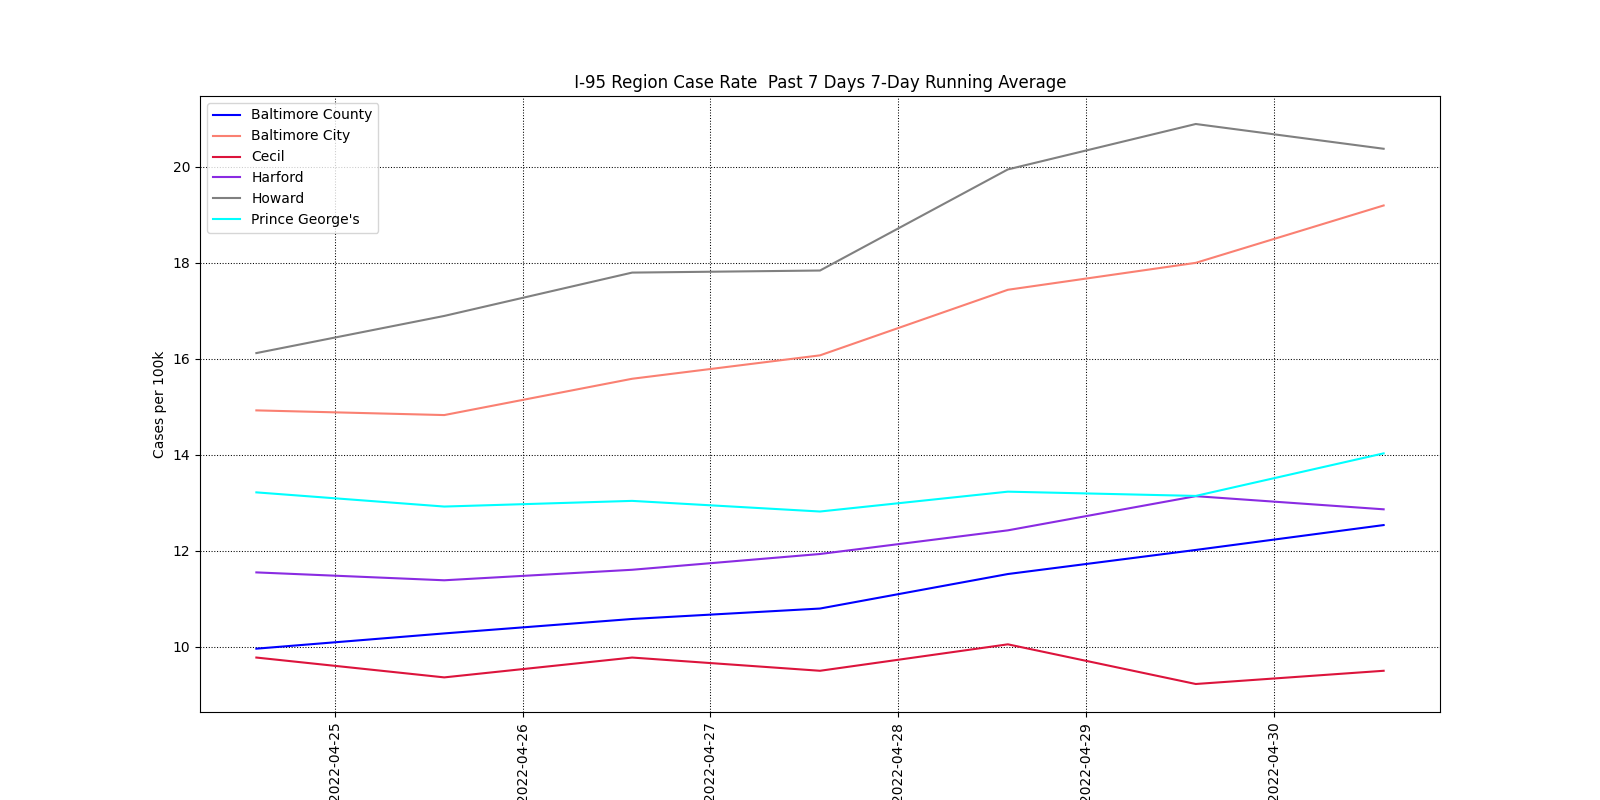 I-95 Region Case Rate  Past 7 Days 7-Day Running Average
Baltimore County
Baltimore City
Cecil
Harford
Howard
Prince George's
Cases per 100k
20
18
16
14
12
10
2022-04-25
2022-04-26
2022-04-27
2022-04-28
2022-04-29
2022-04-30